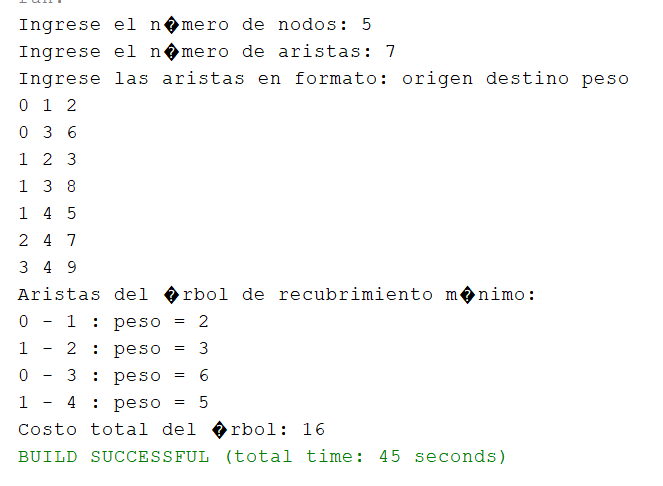 run:
Ingrese el n�mero de nodos: 5
Ingrese el n�mero de aristas: 7
Ingrese las aristas en formato: origen destino peso
0 1 2
0 3 6
1 2 3
1 3 8
1 4 5
2 4 7
3 4 9
Aristas del �rbol de recubrimiento m�nimo:
0 - 1 : peso = 2
1 - 2 : peso = 3
0 - 3 : peso = 6
1 - 4 : peso = 5
Costo total del �rbol: 16
BUILD SUCCESSFUL (total time: 45 seconds)